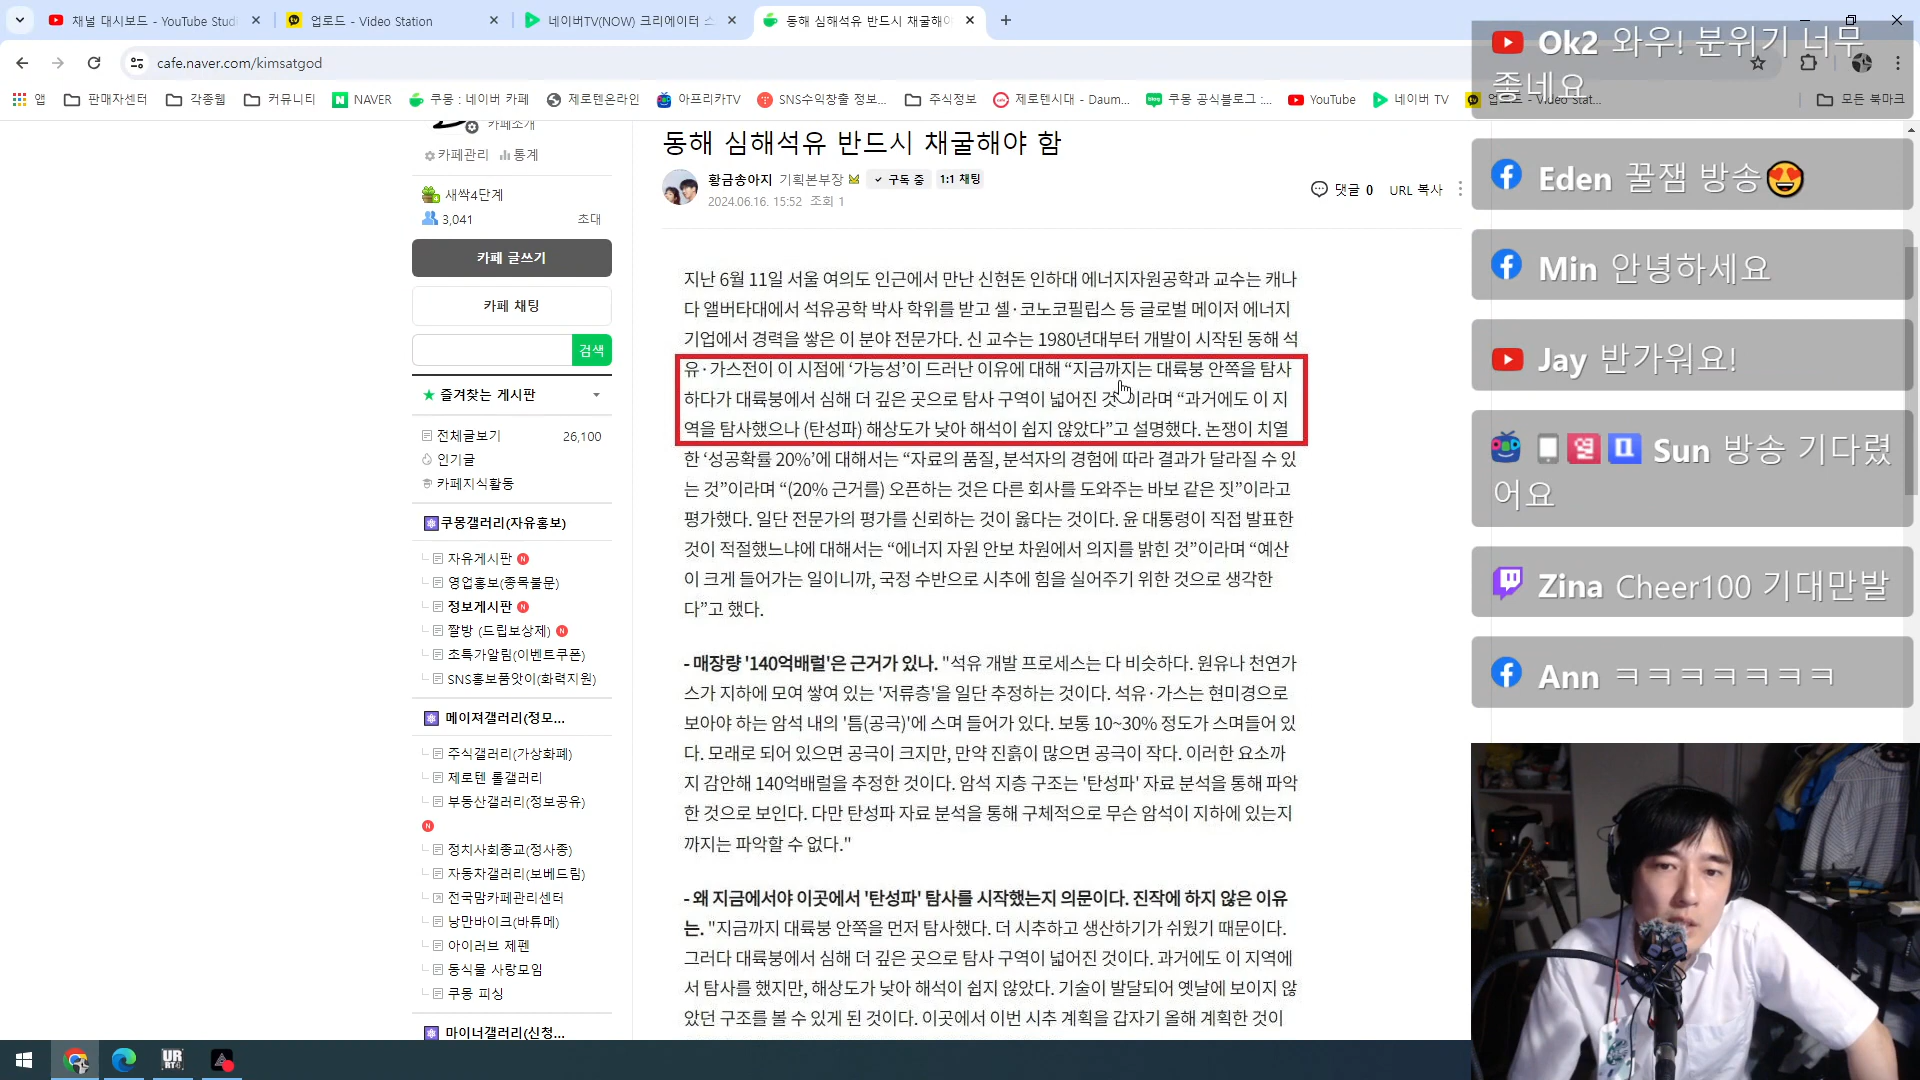 채널 대시보드 - YouTube Studi
업로드 - Video Station
네이버TV(NOW) 크리에이터 스
동해 심해석유 반드시 채굴해야
cafe.naver.com/kimsatgod
앱
판매자센터
각종웹
커뮤니티
NAVER
쿠몽 : 네이버 카페
제로텐온라인
아프리카TV
SNS수익창출 정보...
주식정보
제로텐시대 - Daum...
쿠몽 공식블로그 :...
YouTube
네이버 TV
업로드 - Video Stat...
모든 북마크
카페소개
카페관리 통계
새싹4단계
3,041 초대
카페 글쓰기
카페 채팅
검색
즐겨찾는 게시판
전체글보기 26,100
인기글
카페지식활동
쿠몽갤러리(자유홍보)
자유게시판 N
영업홍보(종목불문)
정보게시판 N
짤방 (드립보상제) N
초특가알림(이벤트쿠폰)
SNS홍보품앗이(화력지원)
메이져갤러리(정모...
주식갤러리(가상화폐)
제로텐 롤갤러리
부동산갤러리(정보공유)
N
정치사회종교(정사종)
자동차갤러리(보베드림)
전국맘카페관리센터
낭만바이크(바튜메)
아이러브 제펜
동식물 사랑모임
쿠몽 피싱
마이너갤러리(신청...
동해 심해석유 반드시 채굴해야 함
황금송아지 기획본부장 구독 중 1:1 채팅
2024.06.16. 15:52 조회 1
댓글 0 URL 복사
지난 6월 11일 서울 여의도 인근에서 만난 신현돈 인하대 에너지자원공학과 교수는 캐나
다 앨버타대에서 석유공학 박사 학위를 받고 셸·코노코필립스 등 글로벌 메이저 에너지
기업에서 경력을 쌓은 이 분야 전문가다. 신 교수는 1980년대부터 개발이 시작된 동해 석
유·가스전이 이 시점에 ‘가능성’이 드러난 이유에 대해 “지금까지는 대륙붕 안쪽을 탐사
하다가 대륙붕에서 심해 더 깊은 곳으로 탐사 구역이 넓어진 것”이라며 “과거에도 이 지
역을 탐사했으나 (탄성파) 해상도가 낮아 해석이 쉽지 않았다”고 설명했다. 논쟁이 치열
한 ‘성공확률 20%’에 대해서는 “자료의 품질, 분석자의 경험에 따라 결과가 달라질 수 있
는 것”이라며 “(20% 근거를) 오픈하는 것은 다른 회사를 도와주는 바보 같은 짓”이라고
평가했다. 일단 전문가의 평가를 신뢰하는 것이 옳다는 것이다. 윤 대통령이 직접 발표한
것이 적절했느냐에 대해서는 “에너지 자원 안보 차원에서 의지를 밝힌 것”이라며 “예산
이 크게 들어가는 일이니까, 국정 수반으로 시추에 힘을 실어주기 위한 것으로 생각한
다”고 했다.
- 매장량 '140억배럴'은 근거가 있나. "석유 개발 프로세스는 다 비슷하다. 원유나 천연가
스가 지하에 모여 쌓여 있는 '저류층'을 일단 추정하는 것이다. 석유·가스는 현미경으로
보아야 하는 암석 내의 '틈(공극)'에 스며 들어가 있다. 보통 10~30% 정도가 스며들어 있
다. 모래로 되어 있으면 공극이 크지만, 만약 진흙이 많으면 공극이 작다. 이러한 요소까
지 감안해 140억배럴을 추정한 것이다. 암석 지층 구조는 '탄성파' 자료 분석을 통해 파악
한 것으로 보인다. 다만 탄성파 자료 분석을 통해 구체적으로 무슨 암석이 지하에 있는지
까지는 파악할 수 없다."
- 왜 지금에서야 이곳에서 '탄성파' 탐사를 시작했는지 의문이다. 진작에 하지 않은 이유
는. "지금까지 대륙붕 안쪽을 먼저 탐사했다. 더 시추하고 생산하기가 쉬웠기 때문이다.
그러다 대륙붕에서 심해 더 깊은 곳으로 탐사 구역이 넓어진 것이다. 과거에도 이 지역에
서 탐사를 했지만, 해상도가 낮아 해석이 쉽지 않았다. 기술이 발달되어 옛날에 보이지 않
았던 구조를 볼 수 있게 된 것이다. 이곳에서 이번 시추 계획을 갑자기 올해 계획한 것이
Ok2 와우! 분위기 너무
좋네요
Eden 꿀잼 방송
Min 안녕하세요
Jay 반가워요!
열 Sun 방송 기다렸
어요
Zina Cheer100 기대만발
Ann ㅋㅋㅋㅋㅋㅋㅋ